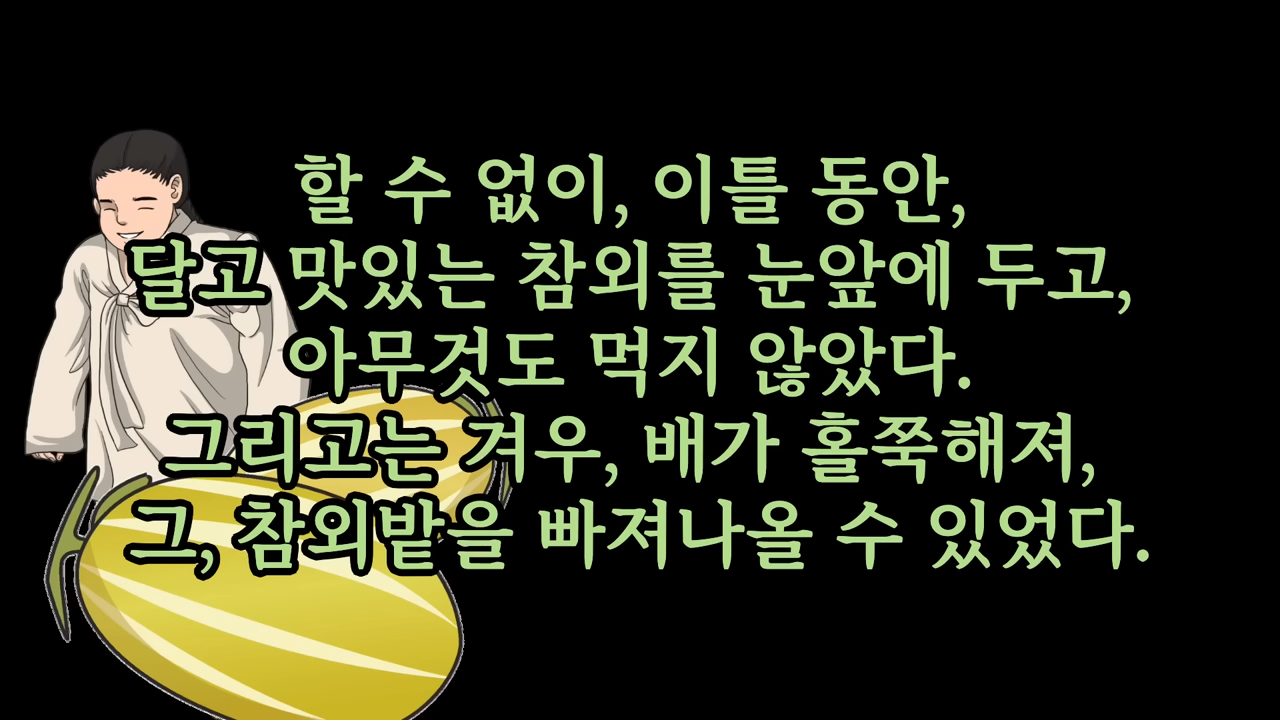 할 수 없이, 이틀 동안,
달고 맛있는 참외를 눈앞에 두고,
아무것도 먹지 않았다.
그리고는 겨우, 배가 홀쭉해져,
그, 참외밭을 빠져나올 수 있었다.